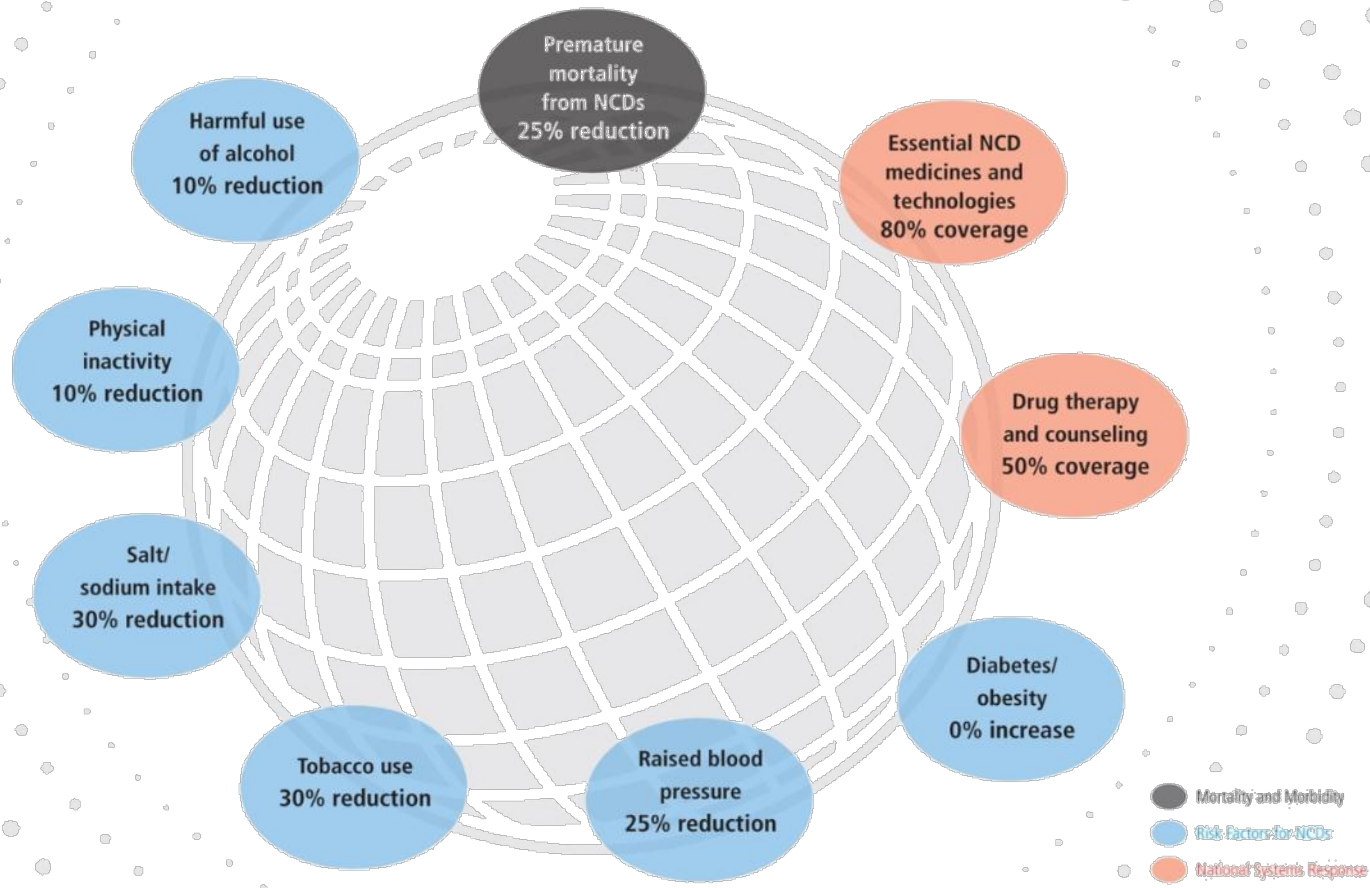 Premature
mortality
from NCDs
25% reduction
Harmful use
of alcohol
10% reduction
Essential NCD
medicines and
technologies
80% coverage
Physical
inactivity
10% reduction
Drug therapy
and counseling
50% coverage
Salt/
sodium intake
30% reduction
Diabetes/
obesity
0% increase
Tobacco use
30% reduction
Raised blood
pressure
25% reduction
Mortality and Morbidity
Risk Factors for NCDs
National Systems Response